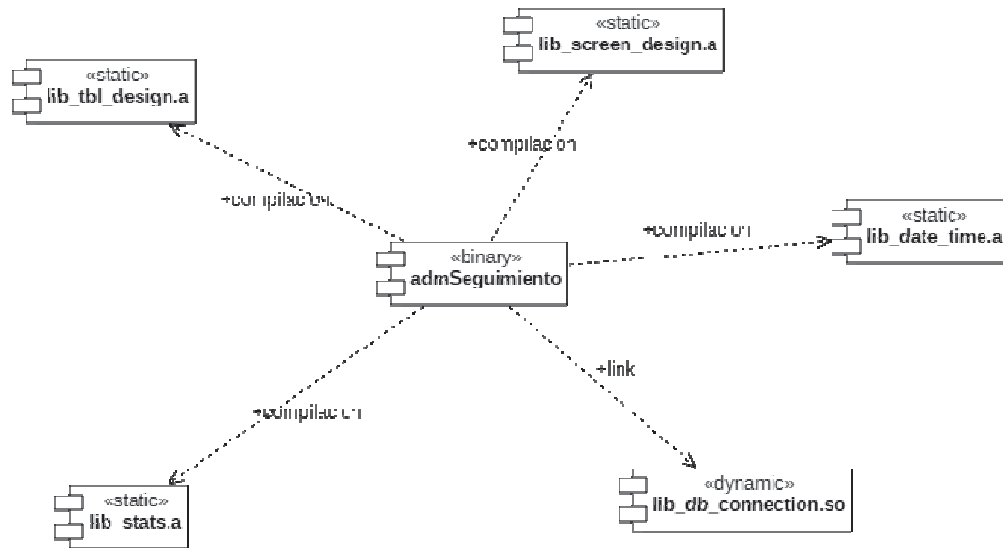 «static»
lib_screen_design.a
«static»
lib_tbl_design.a
+compilacion
+compilacion
«static»
lib_date_time.a
+compilacion
«binary»
admSeguimiento
+link
+compilacion
«dynamic»
lib_db_connection.so
«static»
lib_stats.a